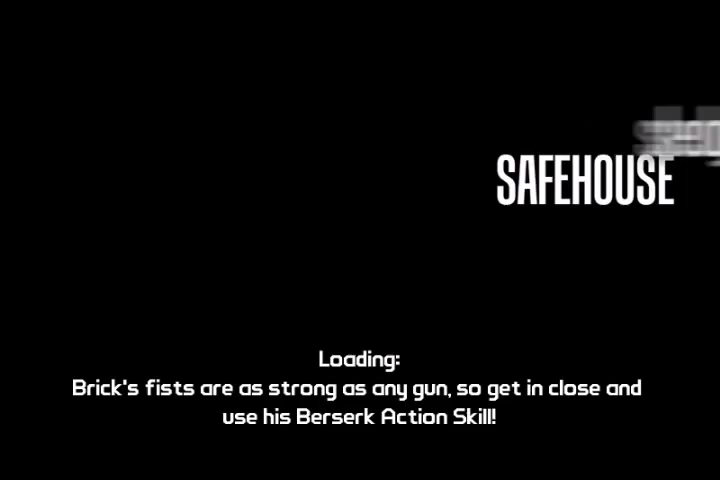 SAFEHOUSE
Loading:
Brick's fists are as strong as any gun, so get in close and
use his Berserk Action Skill!